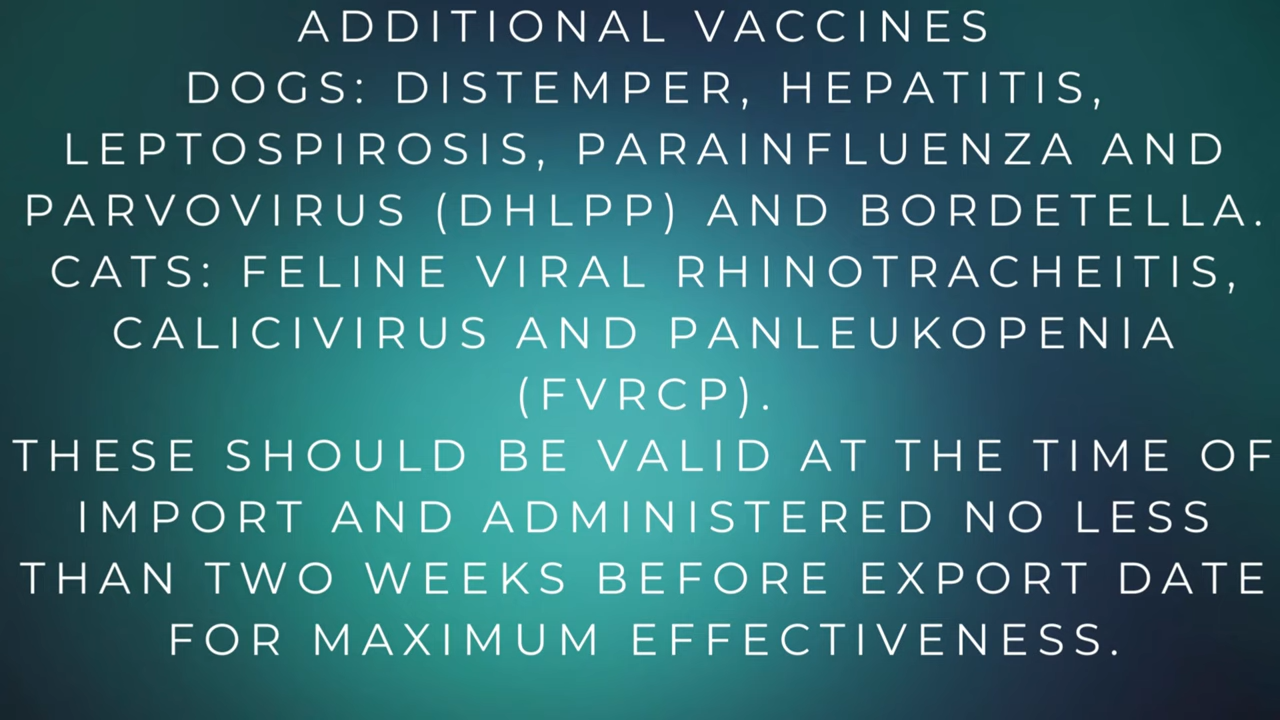 ADDITIONAL VACCINES
DOGS: DISTEMPER, HEPATITIS,
LEPTOSPIROSIS, PARAINFLUENZA AND
PARVOVIRUS (DHLPP) AND BORDETELLA.
CATS: FELINE VIRAL RHINOTRACHEITIS,
CALICIVIRUS AND PANLEUKOPENIA
(FVRCP).
THESE SHOULD BE VALID AT THE TIME OF
IMPORT AND ADMINISTERED NO LESS
THAN TWO WEEKS BEFORE EXPORT DATE
FOR MAXIMUM EFFECTIVENESS.